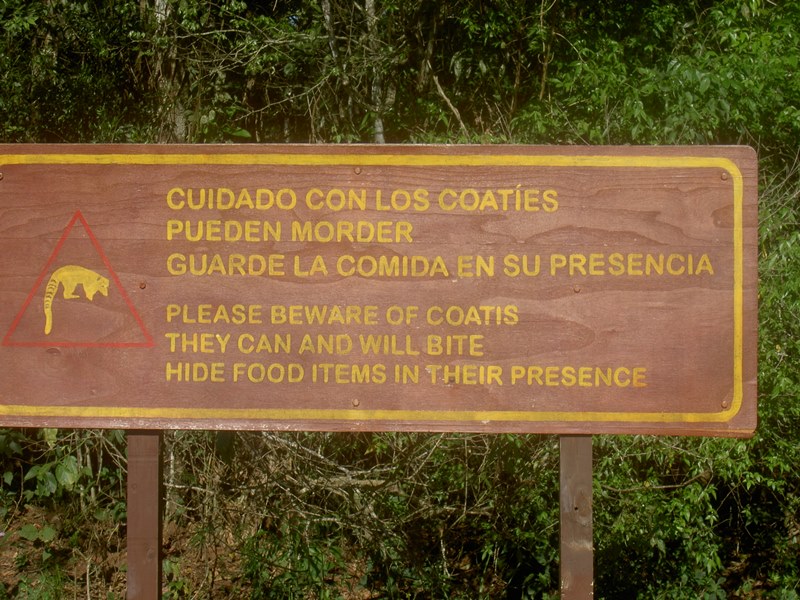 CUIDADO CON LOS COATÍES
PUEDEN MORDER
GUARDE LA COMIDA EN SU PRESENCIA
PLEASE BEWARE OF COATIS
THEY CAN AND WILL BITE
HIDE FOOD ITEMS IN THEIR PRESENCE